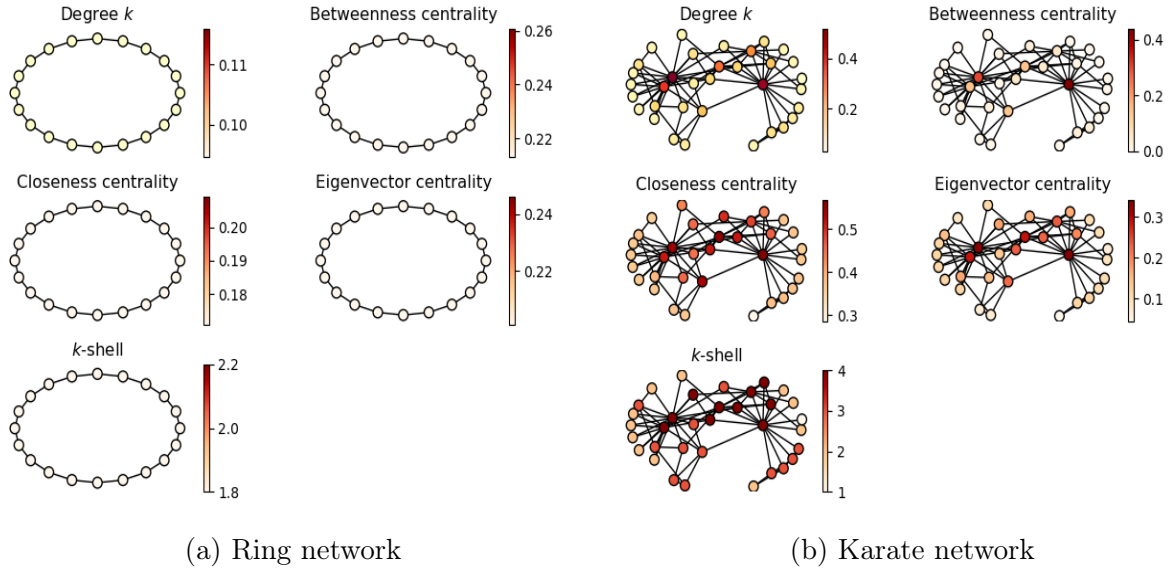 Degree k
0.11
0.10
Betweenness centrality
0.26
0.24
0.22
Closeness centrality
0.20
0.19
0.18
Eigenvector centrality
0.24
0.22
k-shell
2.2
2.0
1.8
(a) Ring network
Degree k
0.4
0.2
Betweenness centrality
0.4
0.2
0.0
Closeness centrality
0.5
0.4
0.3
Eigenvector centrality
0.3
0.2
0.1
k-shell
4
3
2
1
(b) Karate network